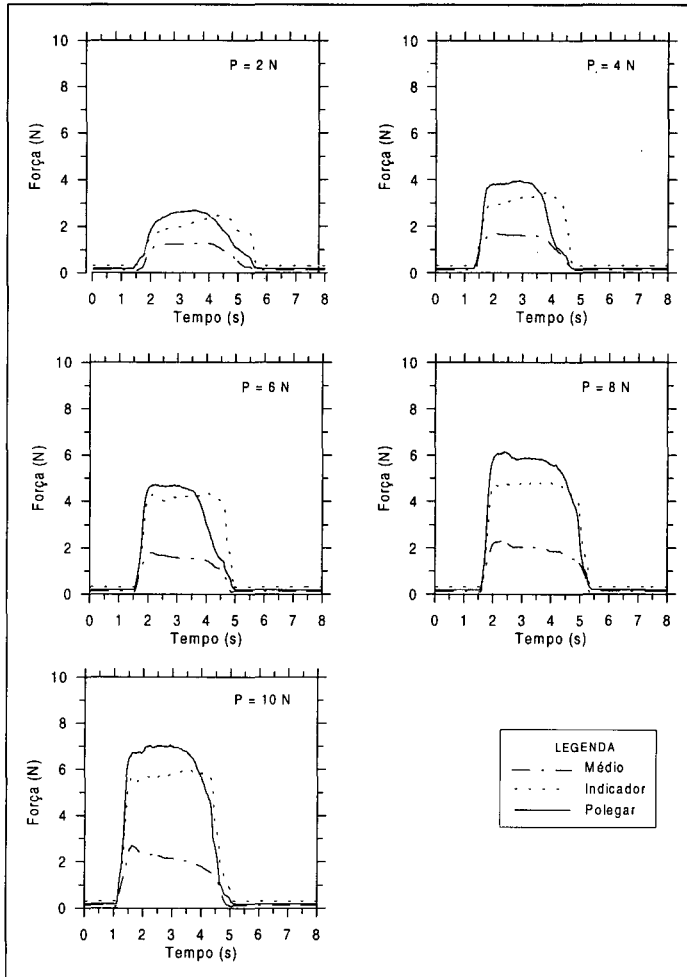 10
8
6
4
2
0
Força (N)
P = 2 N
0 1 2 3 4 5 6 7 8
Tempo (s)
10
8
6
4
2
0
Força (N)
P = 4 N
0 1 2 3 4 5 6 7 8
Tempo (s)
10
8
6
4
2
0
Força (N)
P = 6 N
0 1 2 3 4 5 6 7 8
Tempo (s)
10
8
6
4
2
0
Força (N)
P = 8 N
0 1 2 3 4 5 6 7 8
Tempo (s)
10
8
6
4
2
0
Força (N)
P = 10 N
0 1 2 3 4 5 6 7 8
Tempo (s)
LEGENDA
Médio
Indicador
Polegar